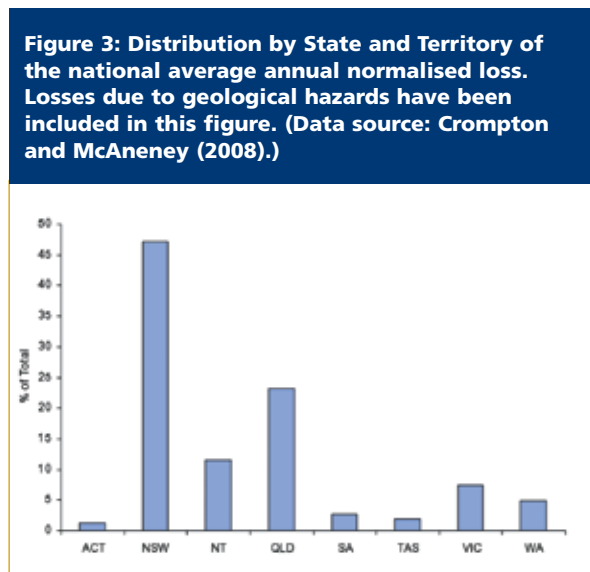 Figure 3: Distribution by State and Territory of
the national average annual normalised loss.
Losses due to geological hazards have been
included in this figure. (Data source: Crompton
and McAneney (2008).)
50
45
40
35
30
25
20
15
10
5
0
% of Total
ACT NSW NT QLD SA TAS VIC WA